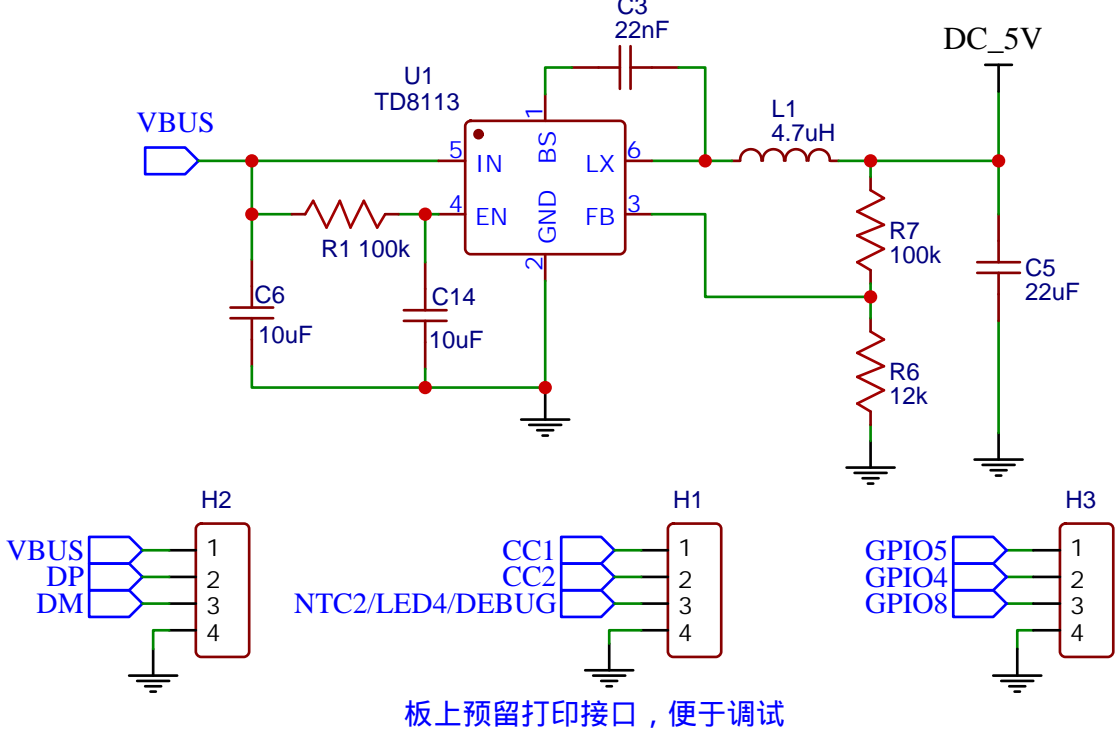 C3
22nF
DC_5V
U1
TD8113
VBUS
L1
4.7uH
1
BS
5
IN
LX
6
4
EN
GND
FB
3
2
R1 100k
R7
100k
C6
10uF
C14
10uF
C5
22uF
R6
12k
H2
VBUS
1
DP
2
DM
3
4
H1
CC1
1
CC2
2
NTC2/LED4/DEBUG
3
4
H3
GPIO5
1
GPIO4
2
GPIO8
3
4
板上预留打印接口，便于调试